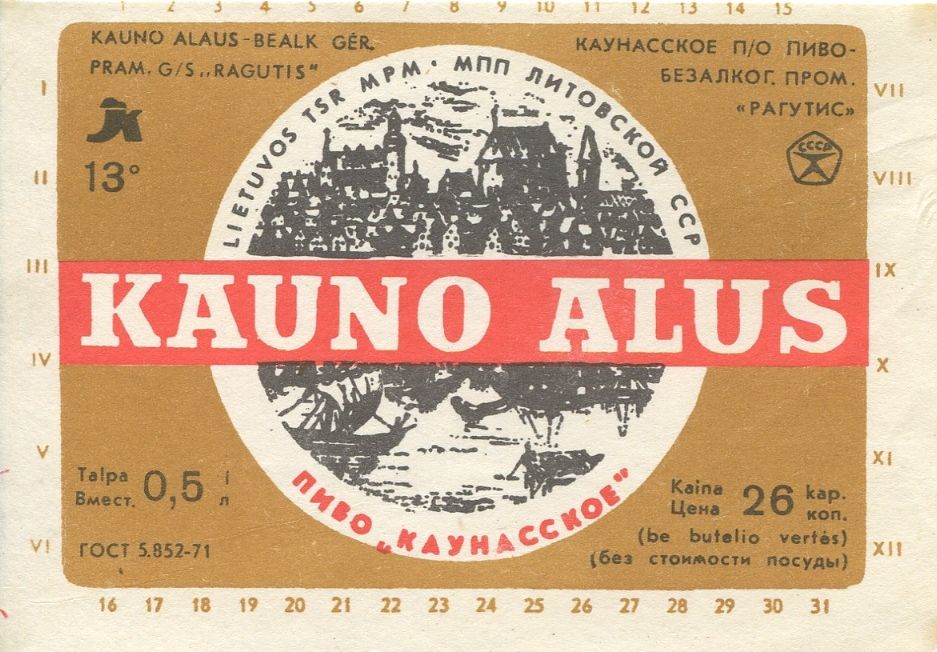 5 6 7 8 9 10 11 12 13 14 15
KAUNO ALAUS-BEALK GĖR.
PRAM. G/S „RAGUTIS"
13°
КАУНАССКОЕ П/О ПИВО-
БЕЗАЛКОГ. ПРОМ.
«РАГУТИС»
СССР
LIETUVOS TSR MPM · МПП ЛИТОВСКОЙ ССР
I
II
III
IV
V
VI
VII
VIII
IX
X
XI
XII
KAUNO ALUS
ПИВО „КАУНАССКОЕ"
Talpa
Вмест. 0,5 l
л
ГОСТ 5.852-71
Kaina
Цена 26 kap.
коп.
(be butelio vertės)
(без стоимости посуды)
16 17 18 19 20 21 22 23 24 25 26 27 28 29 30 31